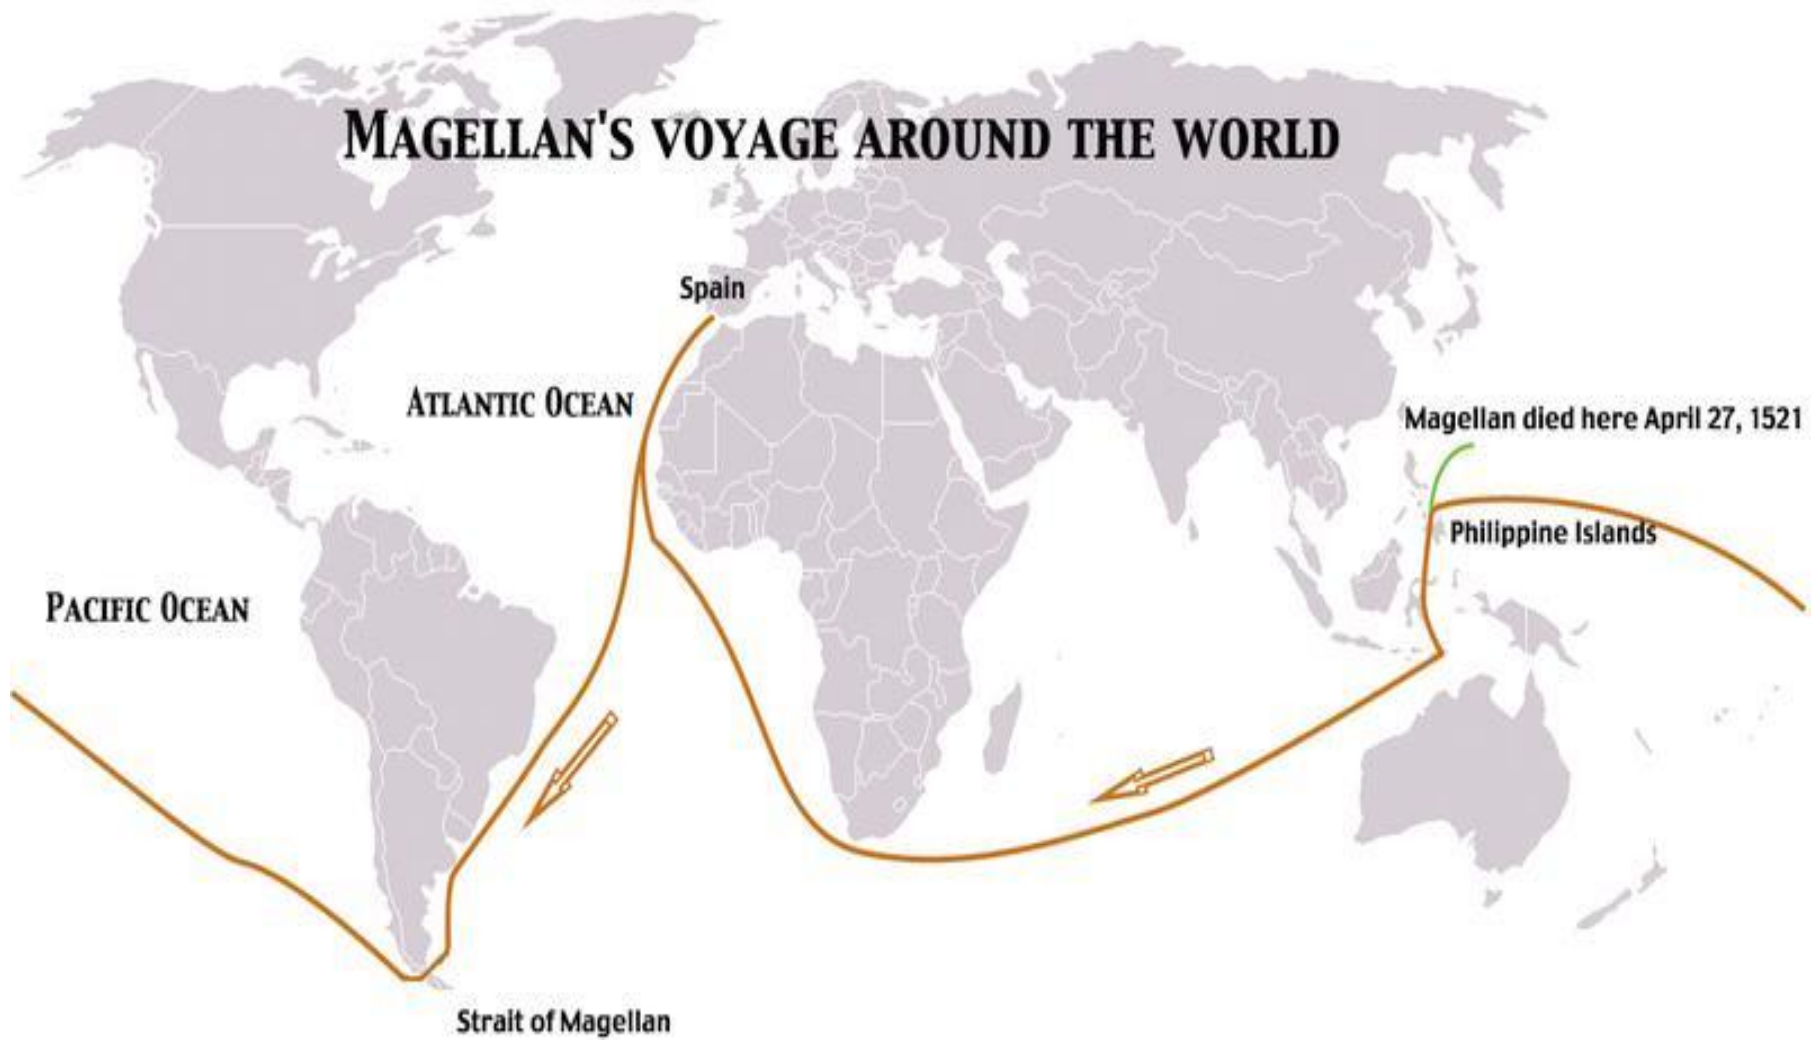 MAGELLAN'S VOYAGE AROUND THE WORLD
Spain
ATLANTIC OCEAN
Magellan died here April 27, 1521
Philippine Islands
PACIFIC OCEAN
Strait of Magellan